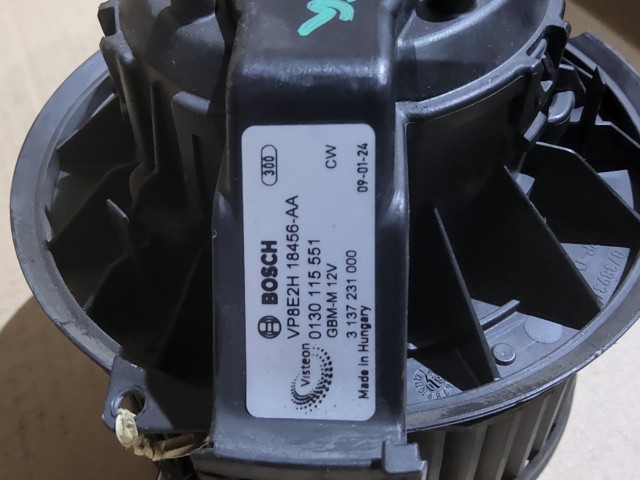 BOSCH
VP8E2H 18456-AA
0130 115 551
GBM-M 12V
3 137 231 000
Made in Hungary
Visteon
300
CW
09-01-24